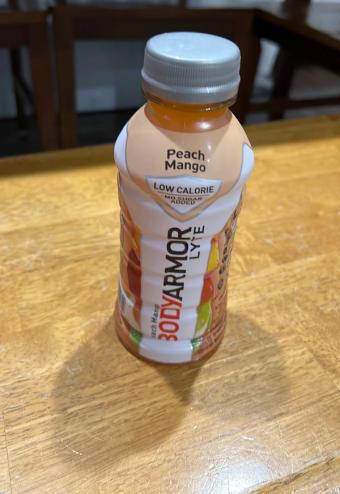 Peach
Mango
LOW CALORIE
NO SUGAR
ADDED
BODYARMOR
LYTE